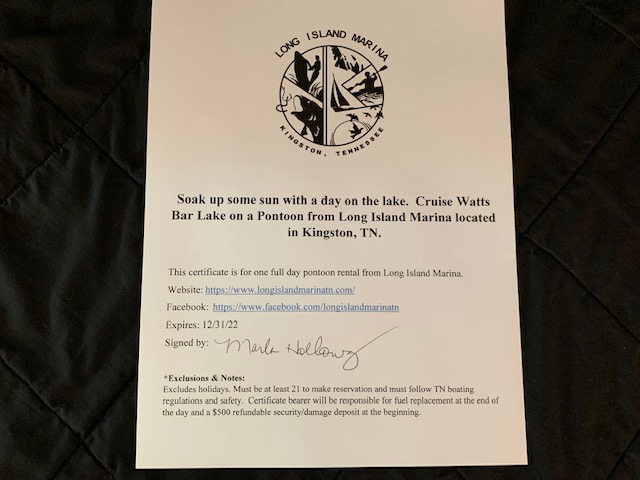 LONG ISLAND MARINA
KINGSTON, TENNESSEE
Soak up some sun with a day on the lake. Cruise Watts
Bar Lake on a Pontoon from Long Island Marina located
in Kingston, TN.
This certificate is for one full day pontoon rental from Long Island Marina.
Website: https://www.longislandmarinatn.com/
Facebook: https://www.facebook.com/longislandmarinatn
Expires: 12/31/22
Signed by: Marla Holloway
*Exclusions & Notes:
Excludes holidays. Must be at least 21 to make reservation and must follow TN boating
regulations and safety. Certificate bearer will be responsible for fuel replacement at the end of
the day and a $500 refundable security/damage deposit at the beginning.